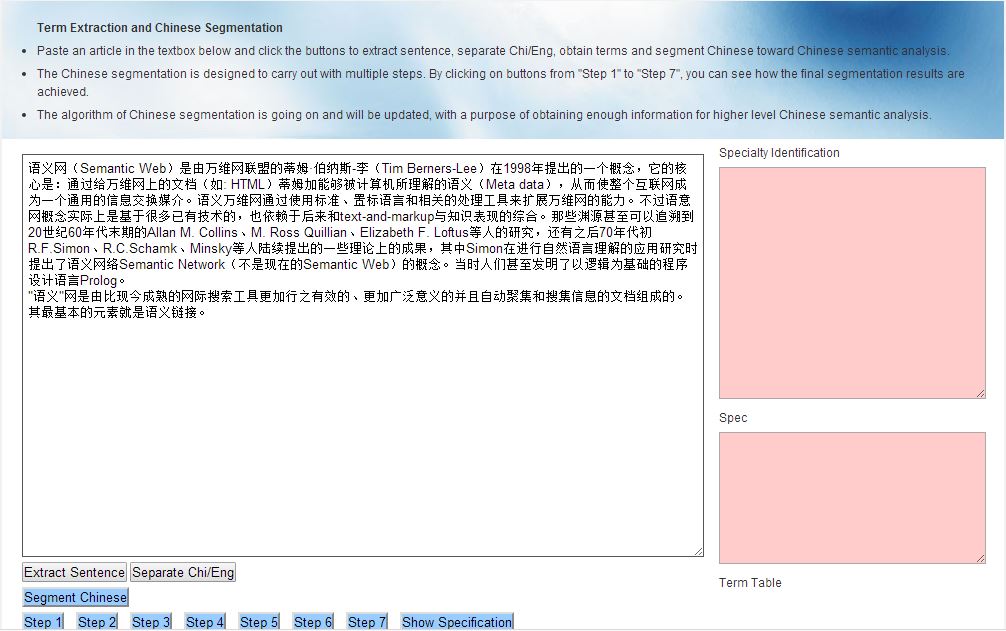 Term Extraction and Chinese Segmentation
Paste an article in the textbox below and click the buttons to extract sentence, separate Chi/Eng, obtain terms and segment Chinese toward Chinese semantic analysis.
The Chinese segmentation is designed to carry out with multiple steps. By clicking on buttons from "Step 1" to "Step 7", you can see how the final segmentation results are
achieved.
The algorithm of Chinese segmentation is going on and will be updated, with a purpose of obtaining enough information for higher level Chinese semantic analysis.
语义网（Semantic Web）是由万维网联盟的蒂姆·伯纳斯-李（Tim Berners-Lee）在1998年提出的一个概念，它的核
心是：通过给万维网上的文档（如: HTML）蒂姆加能够被计算机所理解的语义（Meta data），从而使整个互联网成
为一个通用的信息交换媒介。语义万维网通过使用标准、置标语言和相关的处理工具来扩展万维网的能力。不过语意
网概念实际上是基于很多已有技术的，也依赖于后来和text-and-markup与知识表现的综合。那些渊源甚至可以追溯到
20世纪60年代末期的Allan M. Collins、M. Ross Quillian、Elizabeth F. Loftus等人的研究，还有之后70年代初
R.F.Simon、R.C.Schamk、Minsky等人陆续提出的一些理论上的成果，其中Simon在进行自然语言理解的应用研究时
提出了语义网络Semantic Network（不是现在的Semantic Web）的概念。当时人们甚至发明了以逻辑为基础的程序
设计语言Prolog。
"语义"网是由比现今成熟的网际搜索工具更加行之有效的、更加广泛意义的并且自动聚集和搜集信息的文档组成的。
其最基本的元素就是语义链接。
Specialty Identification
Spec
Term Table
Extract Sentence Separate Chi/Eng
Segment Chinese
Step 1 Step 2 Step 3 Step 4 Step 5 Step 6 Step 7 Show Specification